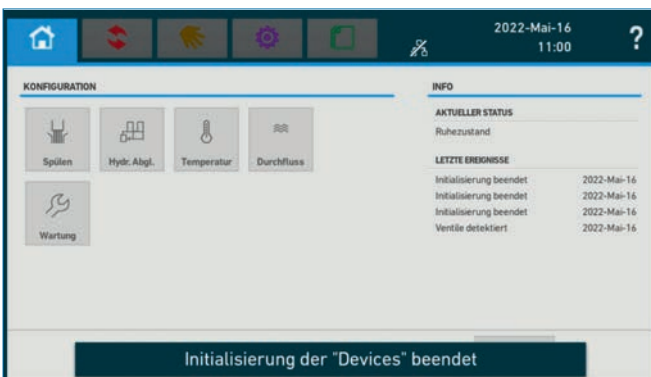 2022-Mai-16
11:00
?
KONFIGURATION
Spülen
Hydr. Abgl.
Temperatur
Durchfluss
Wartung
INFO
AKTUELLER STATUS
Ruhezustand
LETZTE EREIGNISSE
Initialisierung beendet 2022-Mai-16
Initialisierung beendet 2022-Mai-16
Initialisierung beendet 2022-Mai-16
Ventile detektiert 2022-Mai-16
Initialisierung der "Devices" beendet